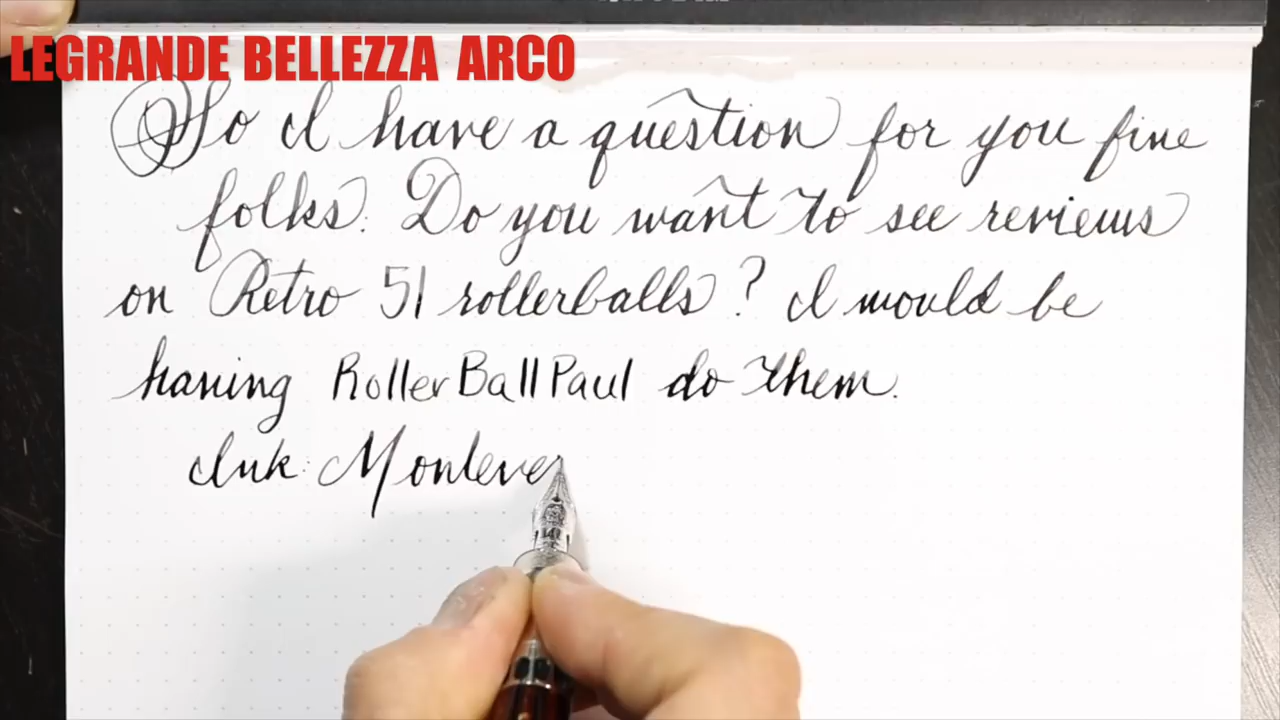 LEGRANDE BELLEZZA ARCO
So I have a question for you fine
folks. Do you want to see reviews
on Retro 51 rollerballs? I would be
having RollerBallPaul do them.
Ink: Montever